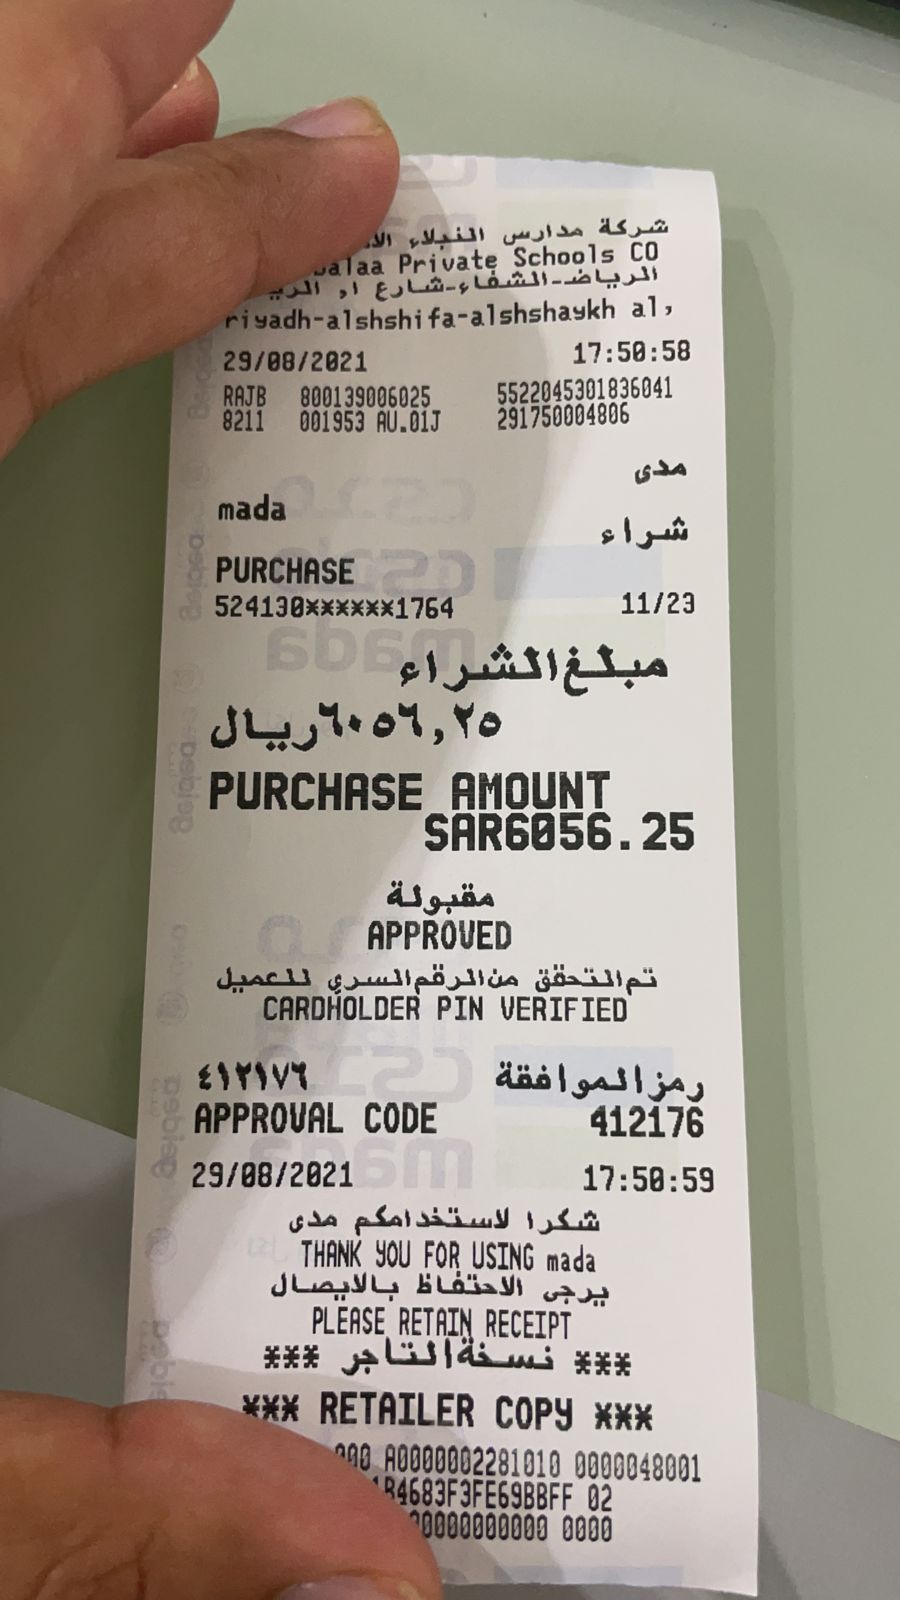 شركة مدارس النبلاء
Private Schools CO
الرياض-الشفاء-شارع ا,
riyadh-alshshifa-alshshaykh al,
29/08/2021 17:50:58
RAJB 800139006025 5522045301836041
8211 001953 AU.01J 291750004806
مدى
mada
شراء
PURCHASE
524130******1764 11/23
مبلغ الشراء
٦٠٥٦,٢٥ريال
PURCHASE AMOUNT
SAR6056.25
مقبولة
APPROVED
تم التحقق من الرقم السري للعميل
CARDHOLDER PIN VERIFIED
رمز الموافقة ٤١٢١٧٦
APPROVAL CODE 412176
29/08/2021 17:50:59
شكرا لاستخدامكم مدى
THANK YOU FOR USING mada
يرجى الاحتفاظ بالايصال
PLEASE RETAIN RECEIPT
*** نسخة التاجر ***
*** RETAILER COPY ***
A0000002281010 0000048001
02
0000